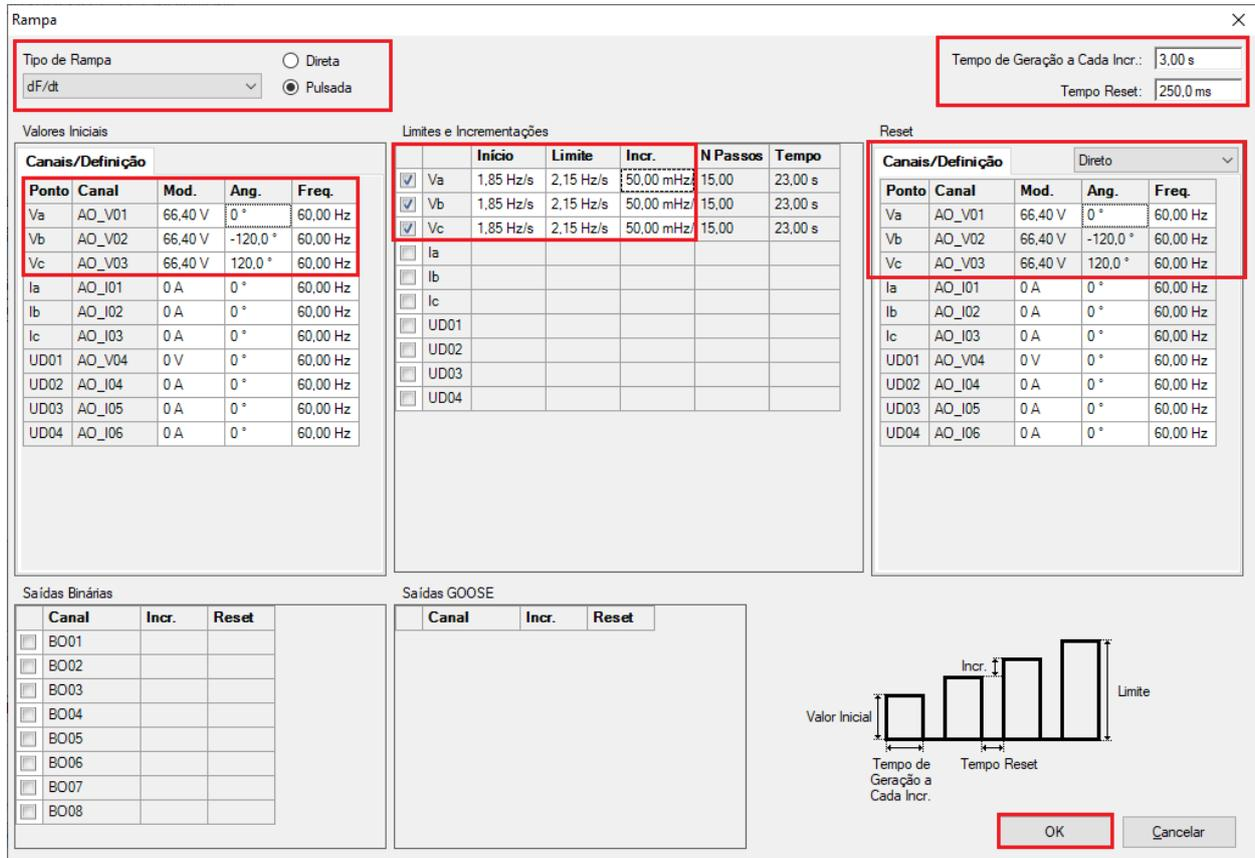 Rampa
Tipo de Rampa
Direta
dF/dt
Pulsada
Tempo de Geração a Cada Incr.: 3,00 s
Tempo Reset: 250,0 ms
Valores Iniciais
Canais/Definição
Ponto Canal Mod. Ang. Freq.
Va AO_V01 66,40 V 0 ° 60,00 Hz
Vb AO_V02 66,40 V -120,0 ° 60,00 Hz
Vc AO_V03 66,40 V 120,0 ° 60,00 Hz
Ia AO_I01 0 A 0 ° 60,00 Hz
Ib AO_I02 0 A 0 ° 60,00 Hz
Ic AO_I03 0 A 0 ° 60,00 Hz
UD01 AO_V04 0 V 0 ° 60,00 Hz
UD02 AO_I04 0 A 0 ° 60,00 Hz
UD03 AO_I05 0 A 0 ° 60,00 Hz
UD04 AO_I06 0 A 0 ° 60,00 Hz
Limites e Incrementações
Início Limite Incr. N Passos Tempo
Va 1,85 Hz/s 2,15 Hz/s 50,00 mHz/ 15,00 23,00 s
Vb 1,85 Hz/s 2,15 Hz/s 50,00 mHz/ 15,00 23,00 s
Vc 1,85 Hz/s 2,15 Hz/s 50,00 mHz/ 15,00 23,00 s
Ia
Ib
Ic
UD01
UD02
UD03
UD04
Reset
Canais/Definição
Direto
Ponto Canal Mod. Ang. Freq.
Va AO_V01 66,40 V 0 ° 60,00 Hz
Vb AO_V02 66,40 V -120,0 ° 60,00 Hz
Vc AO_V03 66,40 V 120,0 ° 60,00 Hz
Ia AO_I01 0 A 0 ° 60,00 Hz
Ib AO_I02 0 A 0 ° 60,00 Hz
Ic AO_I03 0 A 0 ° 60,00 Hz
UD01 AO_V04 0 V 0 ° 60,00 Hz
UD02 AO_I04 0 A 0 ° 60,00 Hz
UD03 AO_I05 0 A 0 ° 60,00 Hz
UD04 AO_I06 0 A 0 ° 60,00 Hz
Saídas Binárias
Canal Incr. Reset
BO01
BO02
BO03
BO04
BO05
BO06
BO07
BO08
Saídas GOOSE
Canal Incr. Reset
Incr.
Limite
Valor Inicial
Tempo de
Geração a
Cada Incr.
Tempo Reset
OK
Cancelar